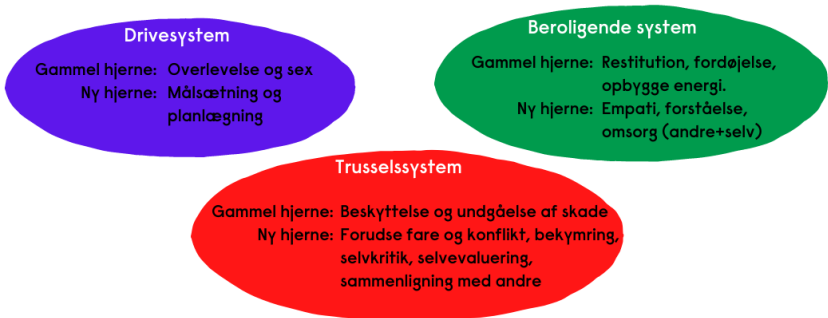 Drivesystem
Gammel hjerne: Overlevelse og sex
Ny hjerne: Målsætning og
planlægning
Beroligende system
Gammel hjerne: Restitution, fordøjelse,
opbygge energi.
Ny hjerne: Empati, forståelse,
omsorg (andre+selv)
Trusselssystem
Gammel hjerne: Beskyttelse og undgåelse af skade
Ny hjerne: Forudse fare og konflikt, bekymring,
selvkritik, selvevaluering,
sammenligning med andre